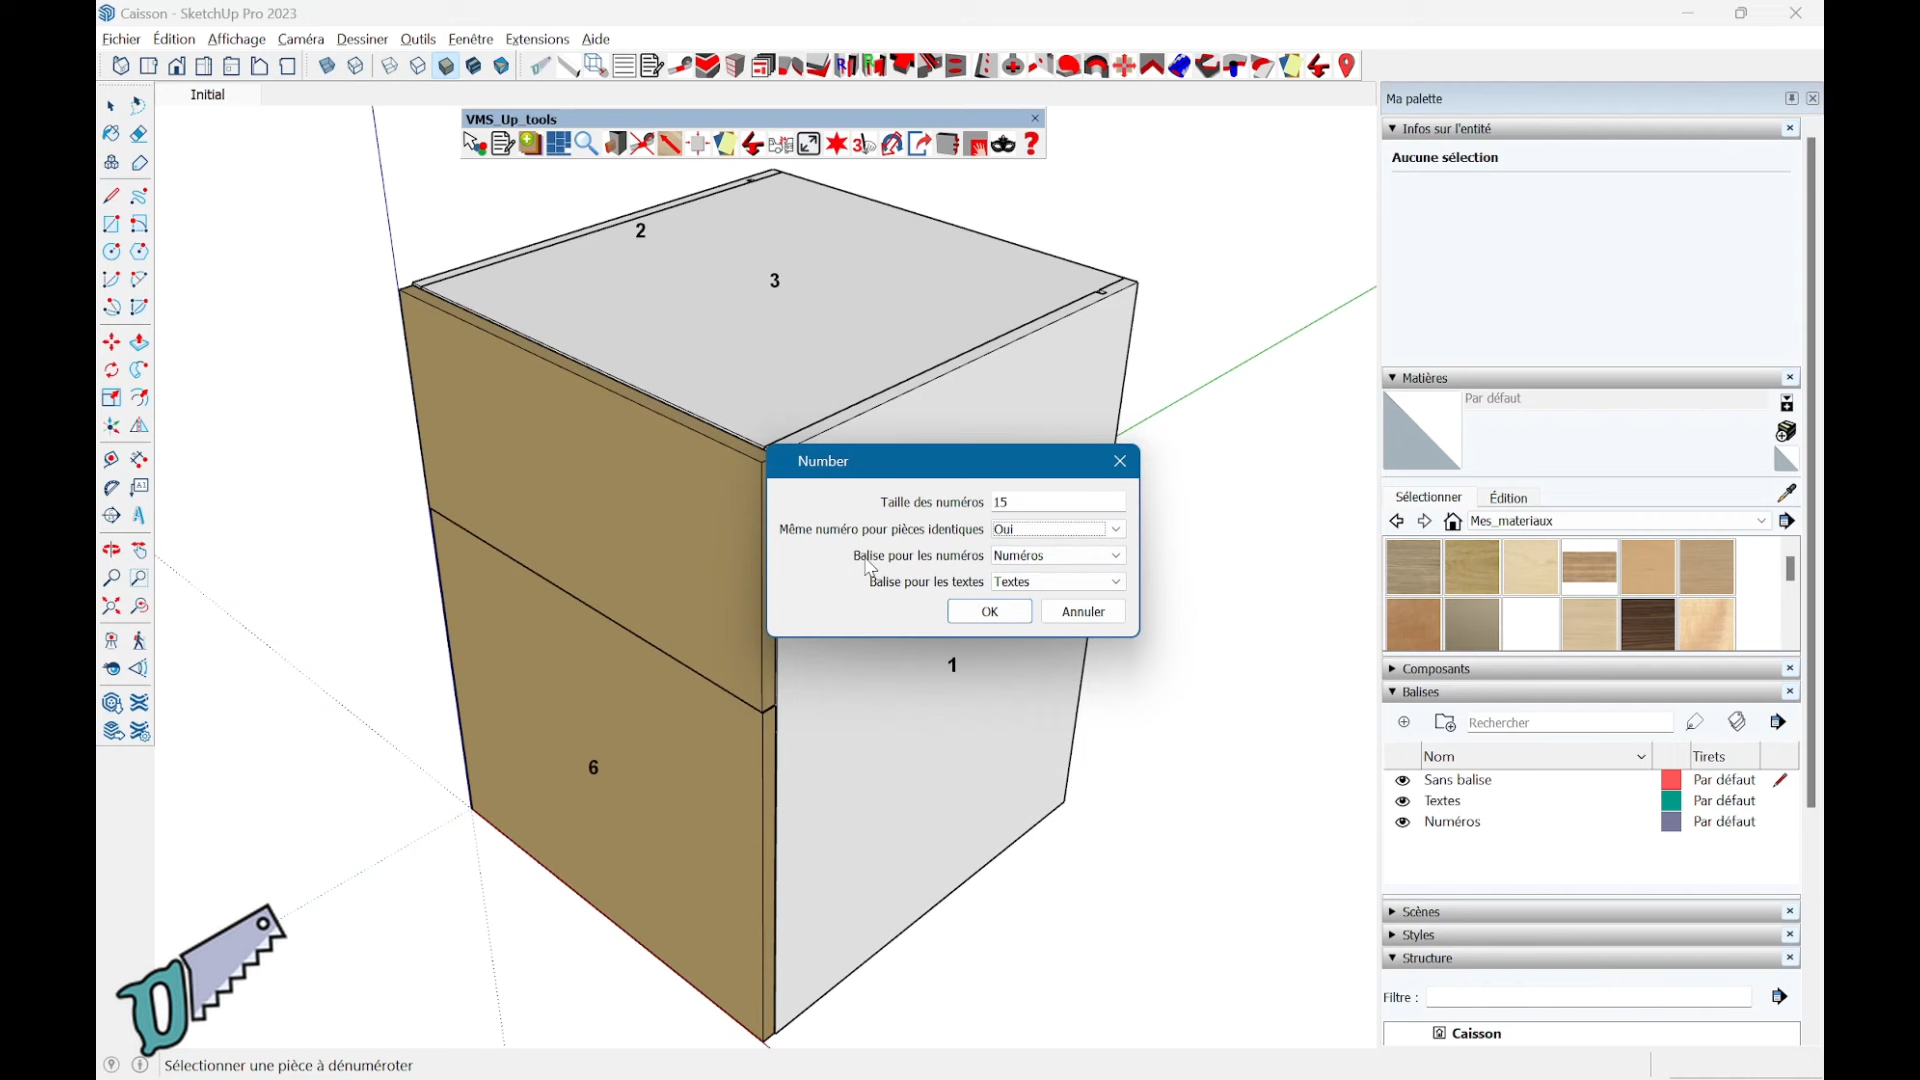 Caisson - SketchUp Pro 2023
Fichier Édition Affichage Caméra Dessiner Outils Fenêtre Extensions Aide
Initial
VMS_Up_tools
2
3
1
6
Number
Taille des numéros 15
Même numéro pour pièces identiques Oui
Balise pour les numéros Numéros
Balise pour les textes Textes
OK Annuler
Ma palette
Infos sur l'entité
Aucune sélection
Matières
Par défaut
Sélectionner Édition
Mes_materiaux
Composants
Balises
Rechercher
Nom Tirets
Sans balise Par défaut
Textes Par défaut
Numéros Par défaut
Scènes
Styles
Structure
Filtre :
Caisson
Sélectionner une pièce à dénuméroter